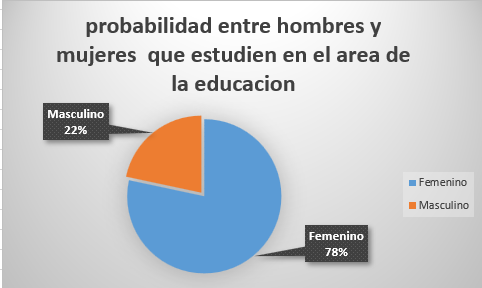 probabilidad entre hombres y
mujeres que estudien en el area de
la educacion
Masculino
22%
Femenino
Masculino
Femenino
78%